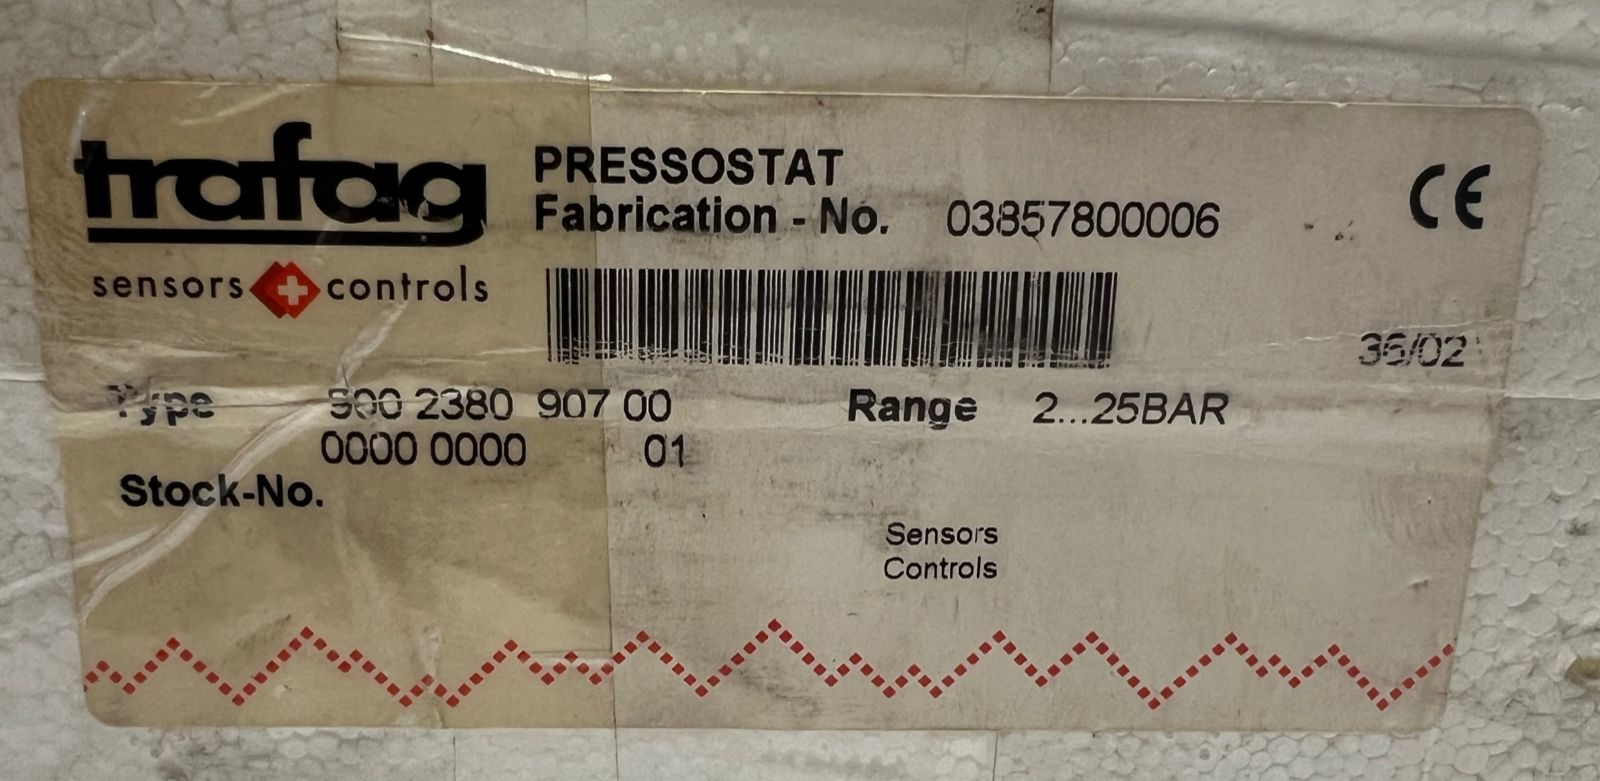 trafag
sensors controls
PRESSOSTAT
Fabrication - No. 03857800006
CE
36/02
Type 900 2380 907 00
0000 0000 01
Range 2...25BAR
Stock-No.
Sensors
Controls